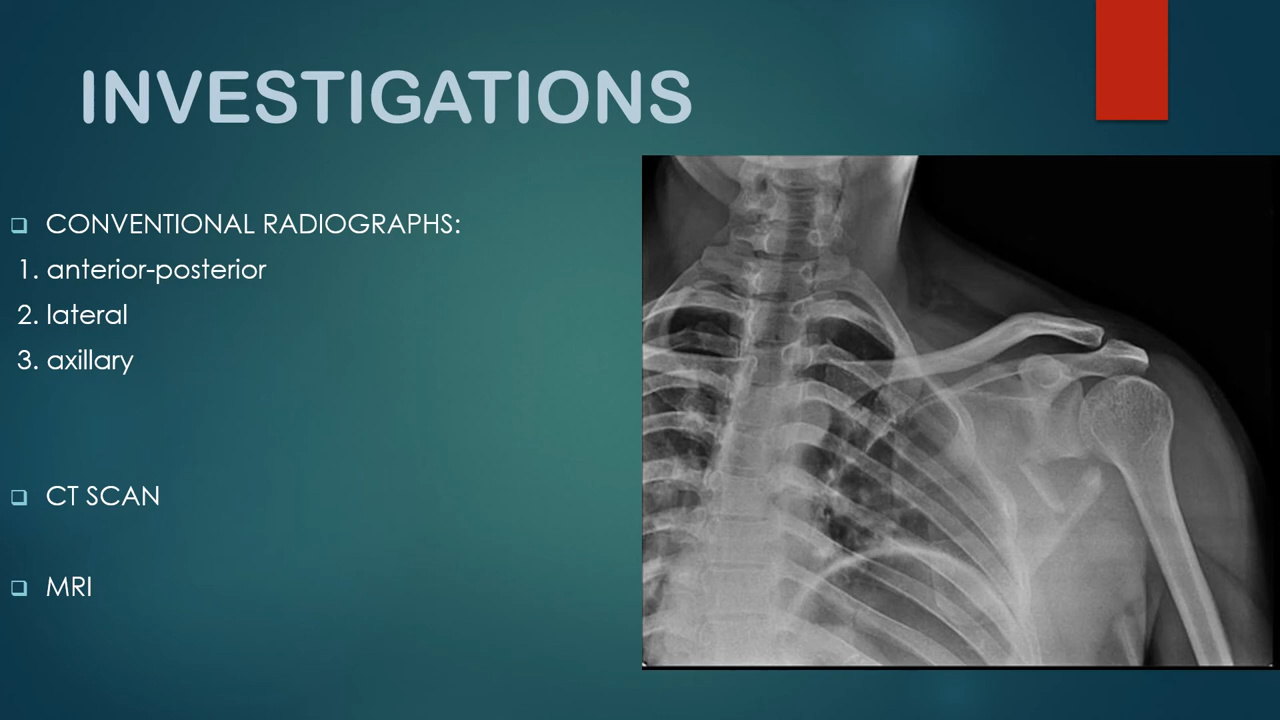 INVESTIGATIONS
CONVENTIONAL RADIOGRAPHS:
1. anterior-posterior
2. lateral
3. axillary
CT SCAN
MRI